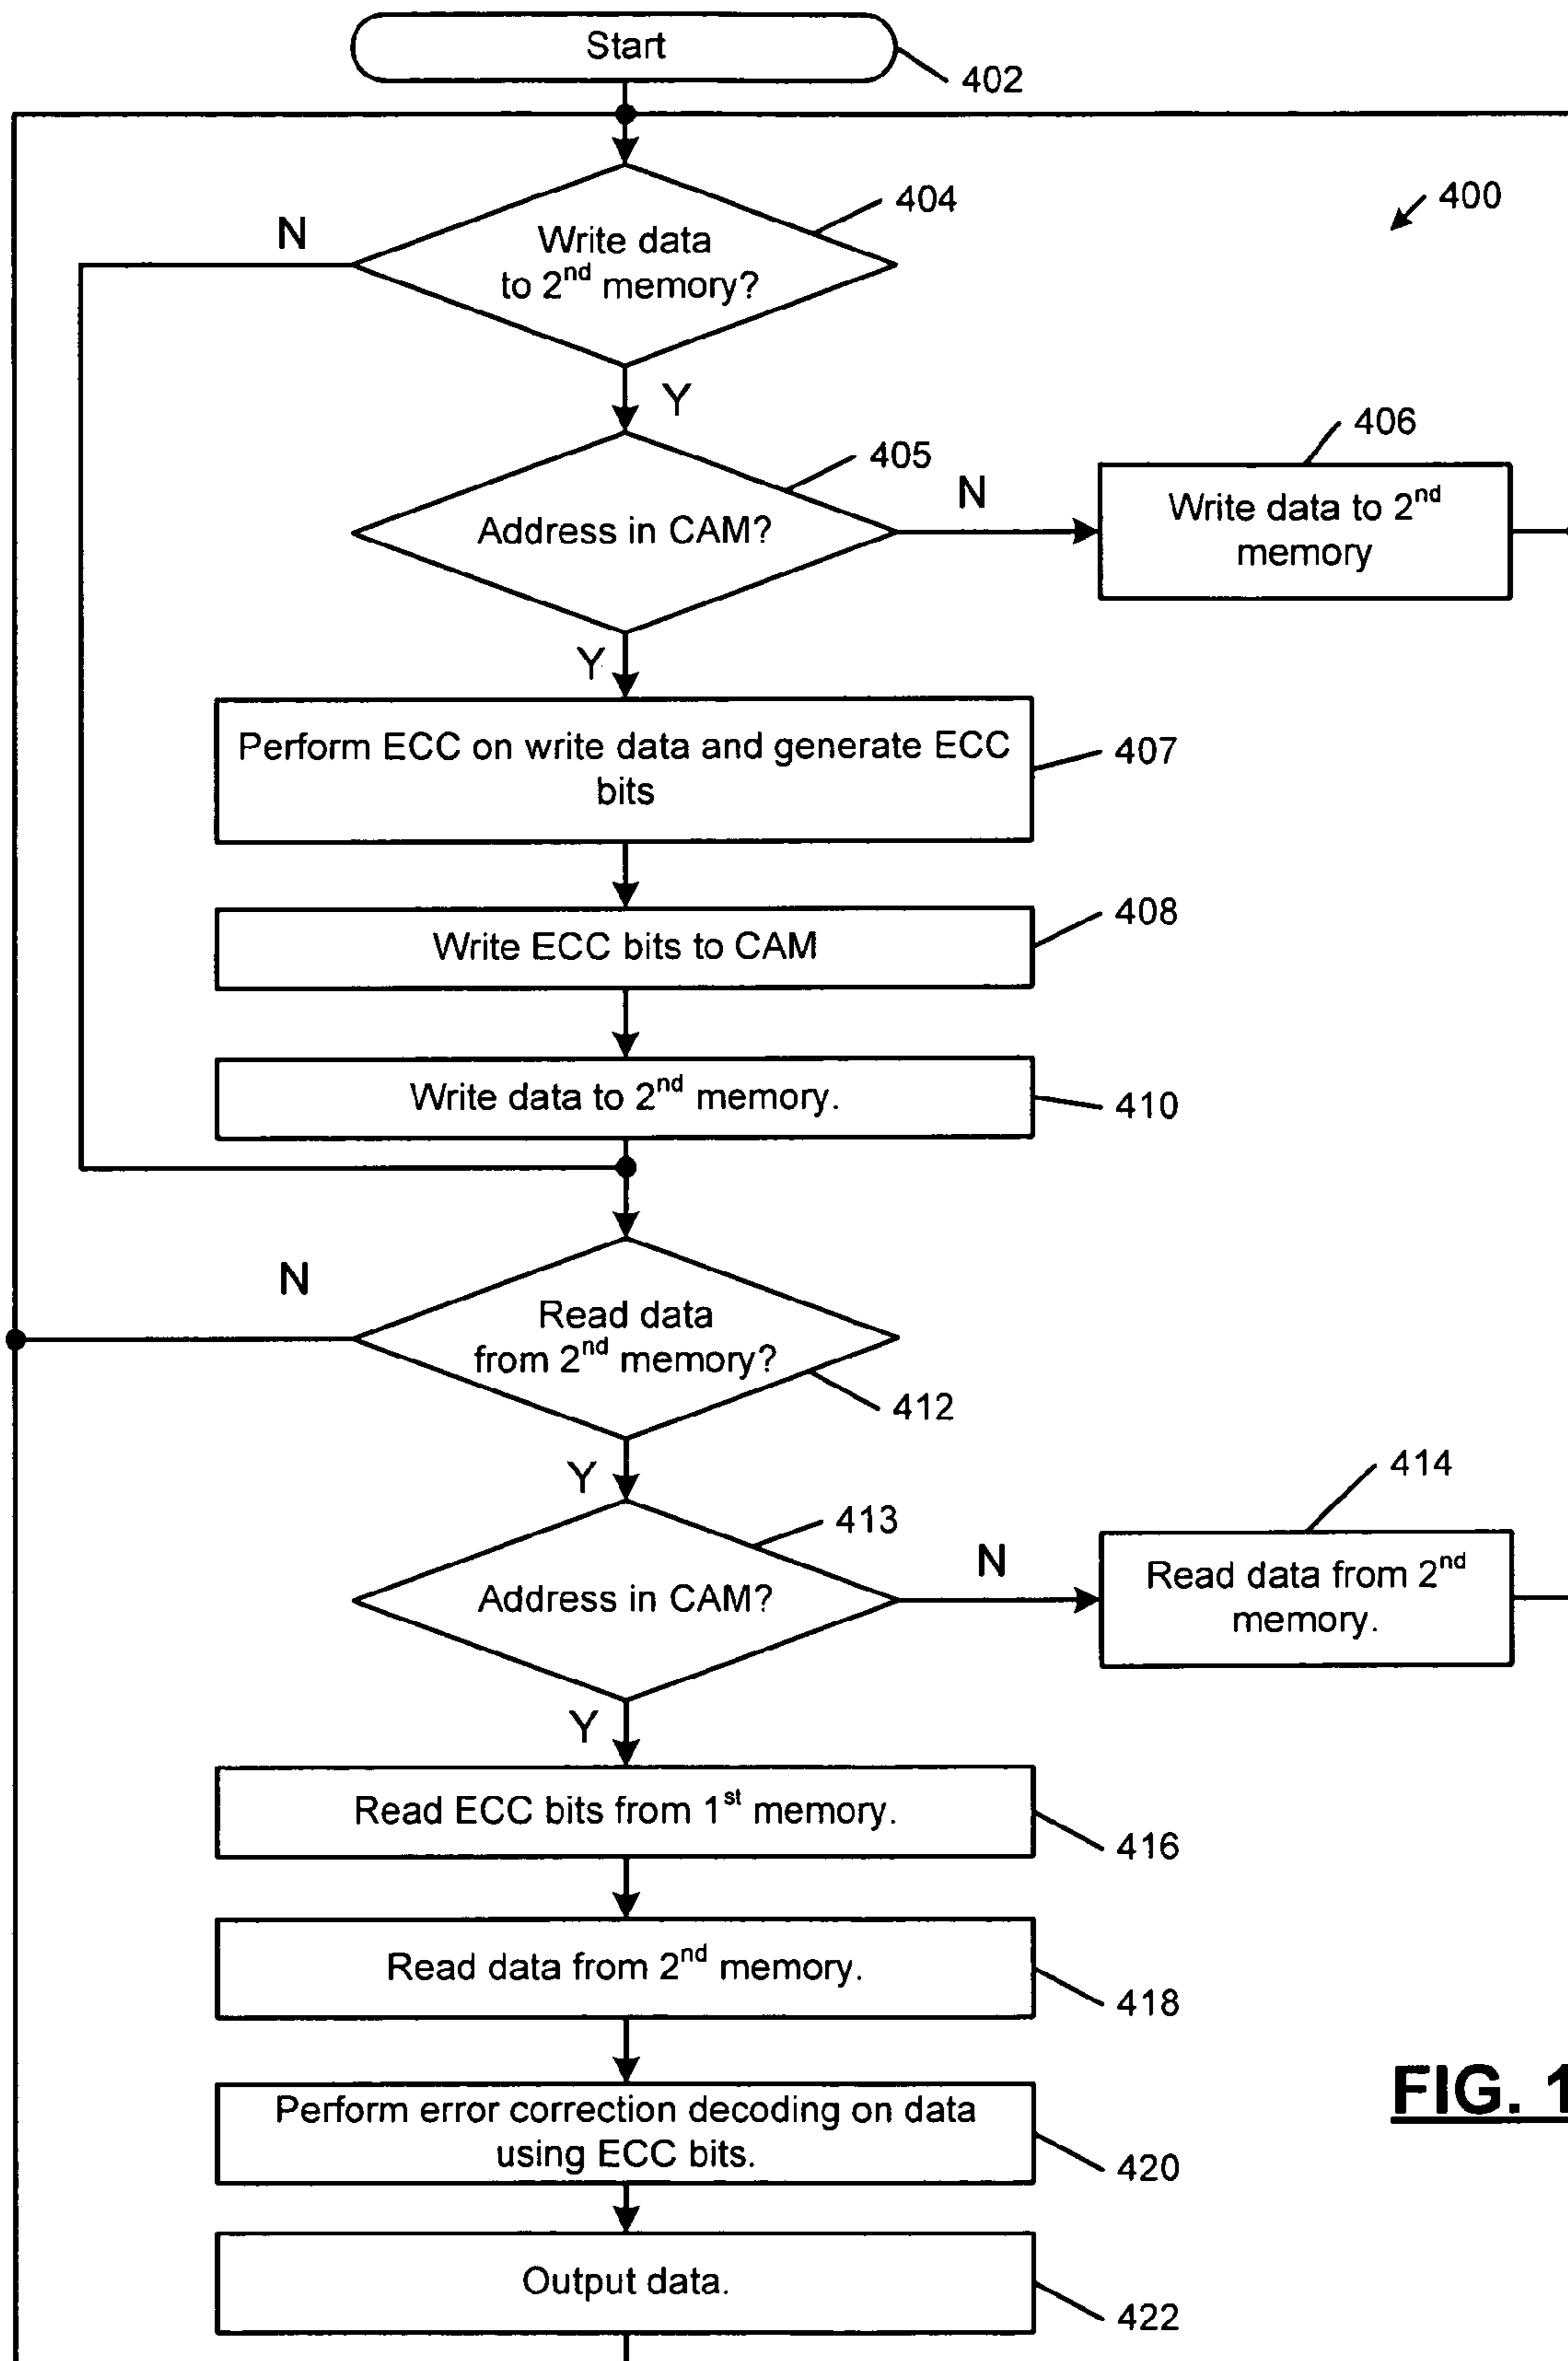 Start
402
400
404
N
Write data
to 2nd memory?
Y
406
405
N
Write data to 2nd
memory
Address in CAM?
Y
Perform ECC on write data and generate ECC
bits
407
408
Write ECC bits to CAM
Write data to 2nd memory.
410
N
Read data
from 2nd memory?
412
Y
414
413
N
Read data from 2nd
memory.
Address in CAM?
Y
Read ECC bits from 1st memory.
416
Read data from 2nd memory.
418
FIG. 1
Perform error correction decoding on data
using ECC bits.
420
Output data.
422